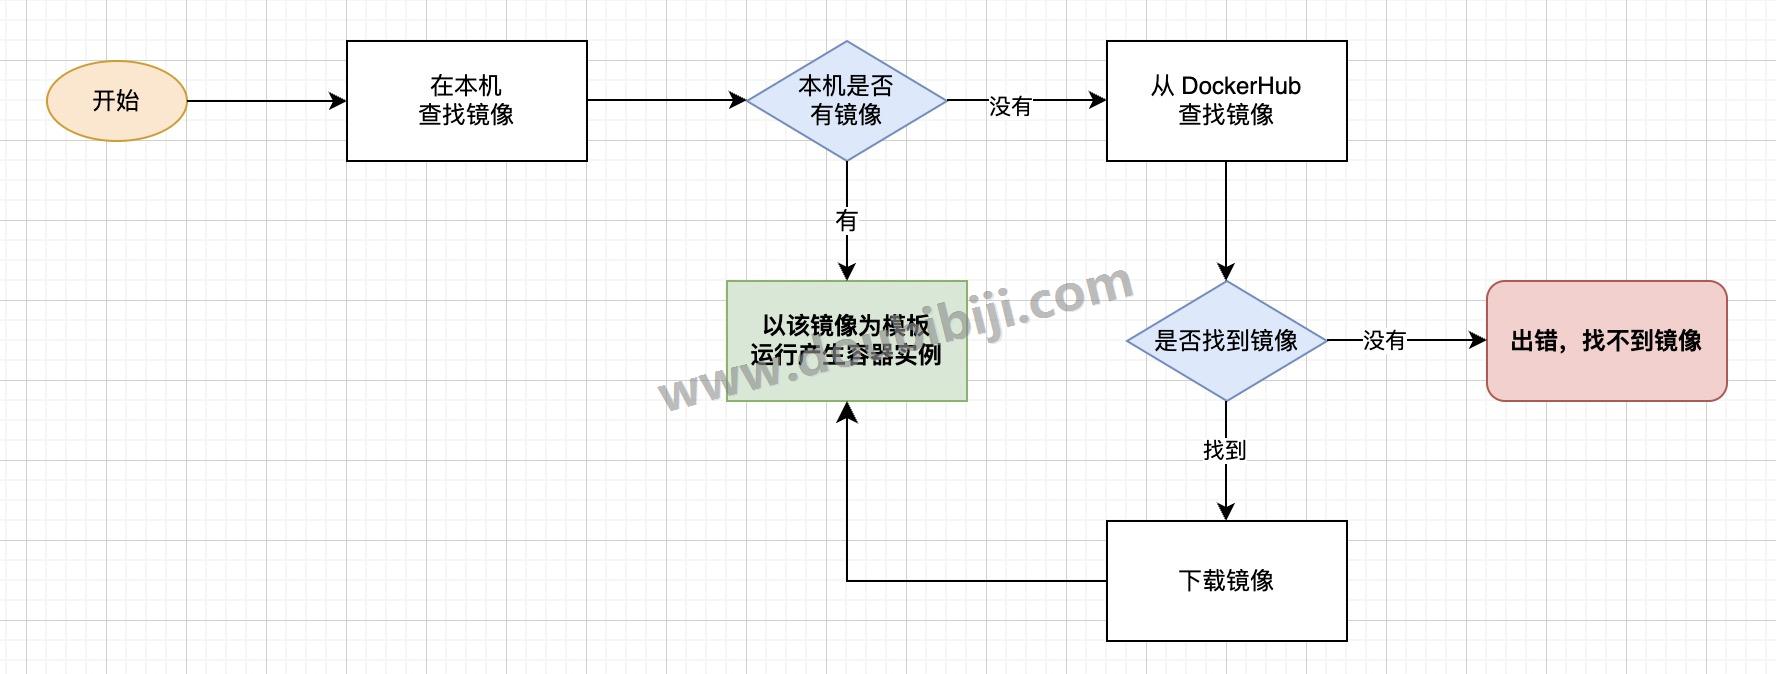 开始
在本机
查找镜像
本机是否
有镜像
没有
从 DockerHub
查找镜像
有
以该镜像为模板
运行产生容器实例
www.doubibiji.com
是否找到镜像
没有
出错，找不到镜像
找到
下载镜像